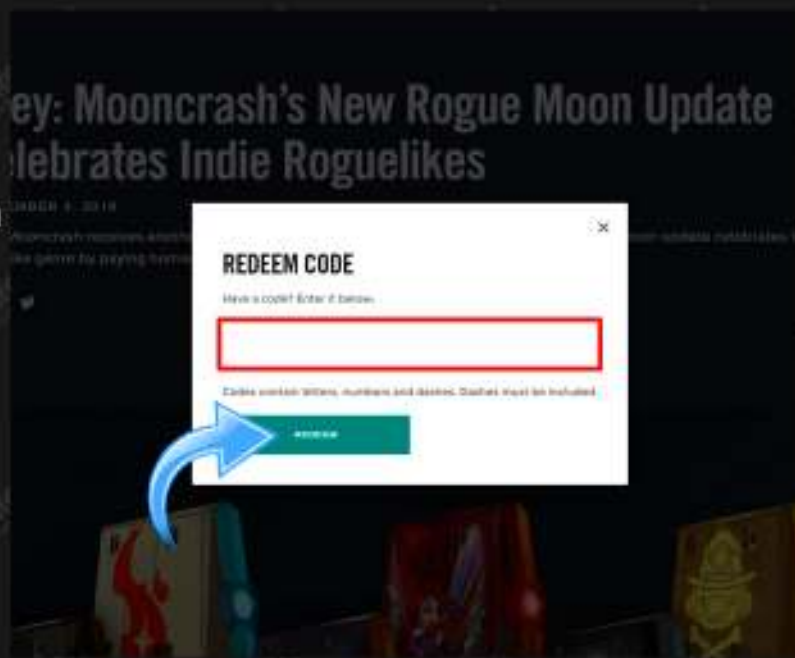 ey: Mooncrash's New Rogue Moon Update
lebrates Indie Roguelikes
REDEEM CODE
Have a code? Enter it below.
Codes contain letters, numbers and dashes. Dashes must be included.
REDEEM